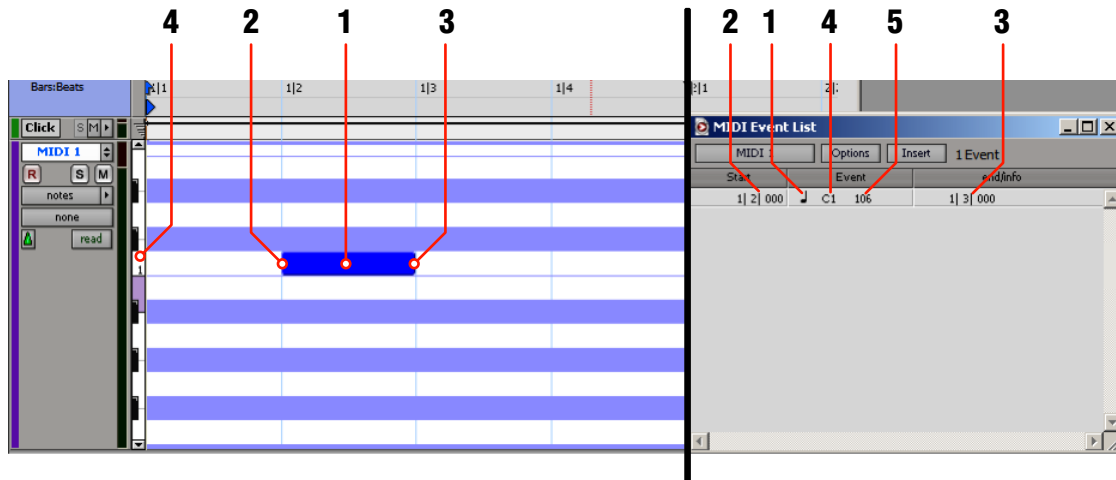 4 2 1 3 2 1 4 5 3
Bars:Beats 1|1 1|2 1|3 1|4 2|1
Click S M
MIDI Event List
MIDI 1
MIDI 1 Options Insert 1 Event
R S M
Start Event end/info
notes
1| 2| 000 C1 106 1| 3| 000
none
read
1